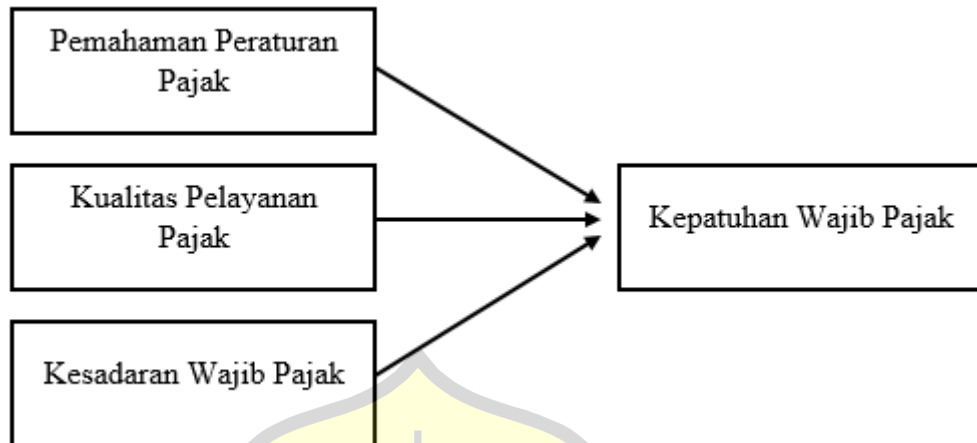 Pemahaman Peraturan
Pajak
Kualitas Pelayanan
Pajak
Kesadaran Wajib Pajak
Kepatuhan Wajib Pajak